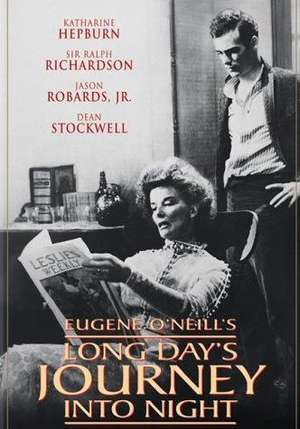 KATHARINE
HEPBURN
SIR RALPH
RICHARDSON
JASON
ROBARDS, JR.
DEAN
STOCKWELL
LESLIE'S
WEEKLY
EUGENE O'NEILL'S
LONG DAY'S
JOURNEY
INTO NIGHT